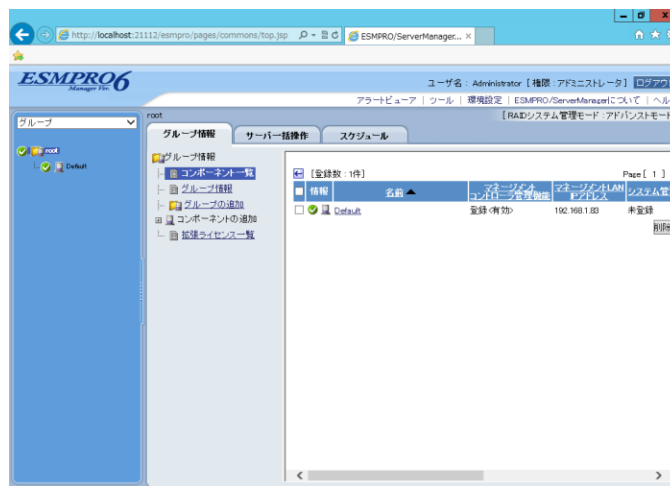 http://localhost:21112/esmpro/pages/commons/top.jsp
ESMPRO/ServerManager...
ESMPRO6
Manager Ver.
ユーザ名 : Administrator [ 権限 : アドミニストレータ ] ログアウ
アラートビューア | ツール | 環境設定 | ESMPRO/ServerManagerについて | ヘル
グループ
root
[ RAIDシステム管理モード : アドバンストモード
グループ情報 サーバー括操作 スケジュール
root
Default
グループ情報
コンポーネント一覧
グループ情報
グループの追加
コンポーネントの追加
拡張ライセンス一覧
[登録数 : 1件] Page [ 1 ]
情報 名前 マネージメントコントローラ管理機能 マネージメントLAN IPアドレス システム管
Default 登録<有効> 192.168.1.83 未登録
削除